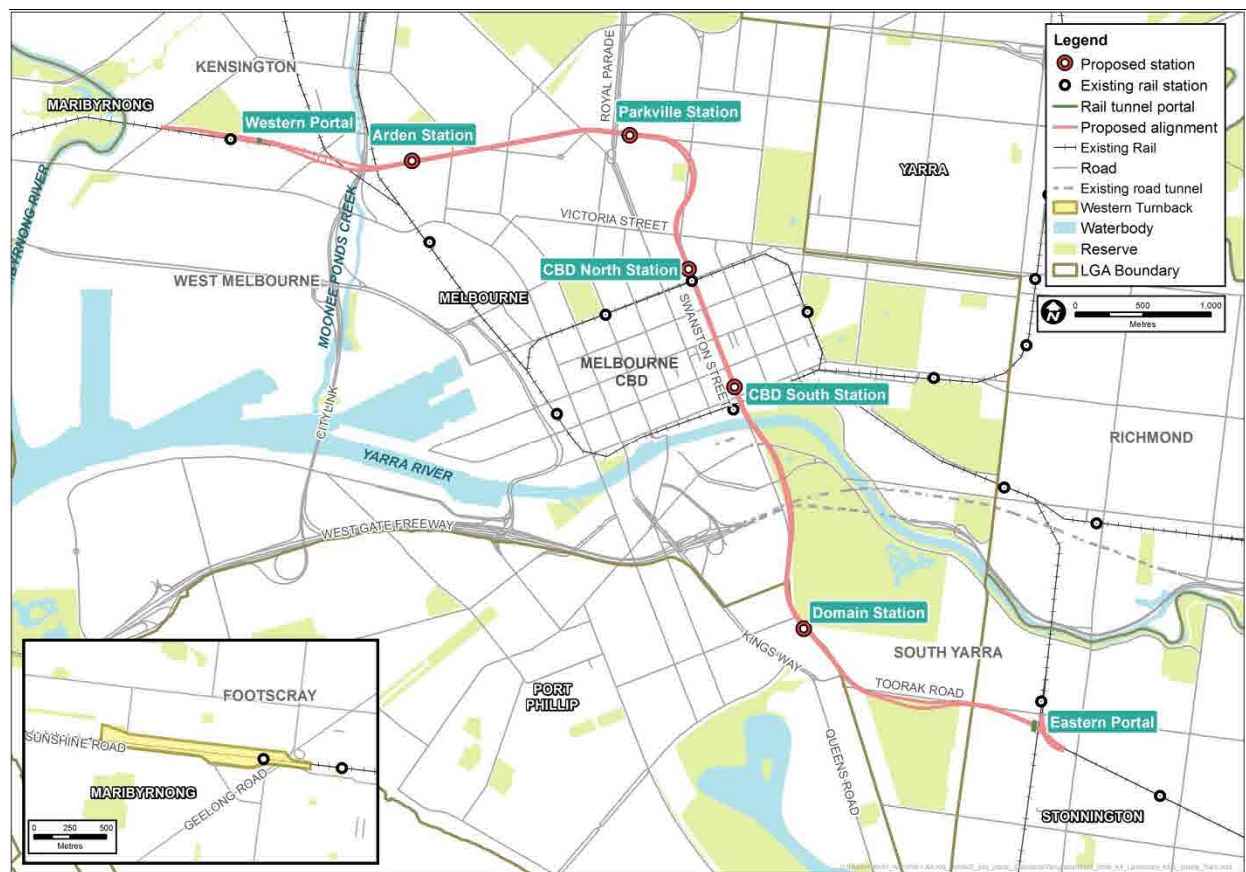 Legend
Proposed station
Existing rail station
Rail tunnel portal
Proposed alignment
Existing Rail
Road
Existing road tunnel
Western Turnback
Waterbody
Reserve
LGA Boundary
N
0 500 1,000
Metres
KENSINGTON
MARIBYRNONG
Western Portal
Arden Station
ROYAL PARADE
Parkville Station
YARRA
MARIBYRNONG RIVER
MOONEE PONDS CREEK
VICTORIA STREET
WEST MELBOURNE
MELBOURNE
CBD North Station
SWANSTON STREET
MELBOURNE
CBD
CBD South Station
CITYLINK
YARRA RIVER
RICHMOND
WEST GATE FREEWAY
Domain Station
KINGS WAY
SOUTH YARRA
TOORAK ROAD
PORT
PHILLIP
Eastern Portal
QUEENS ROAD
STONNINGTON
FOOTSCRAY
SUNSHINE ROAD
MARIBYRNONG
GEELONG ROAD
0 250 500
Metres